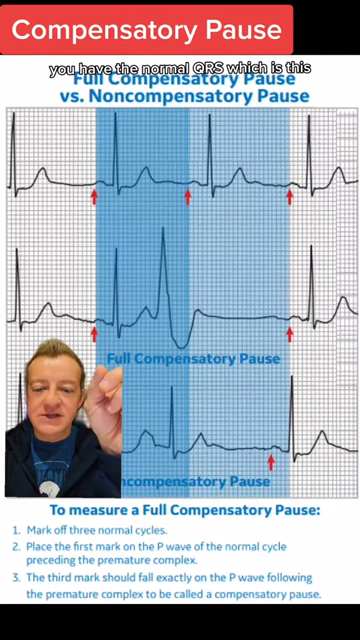 Compensatory Pause
you have the normal QRS which is this
Full Compensatory Pause
vs. Noncompensatory Pause
Full Compensatory Pause
ncompensatory Pause
To measure a Full Compensatory Pause:
1. Mark off three normal cycles.
2. Place the first mark on the P wave of the normal cycle
preceding the premature complex.
3. The third mark should fall exactly on the P wave following
the premature complex to be called a compensatory pause.